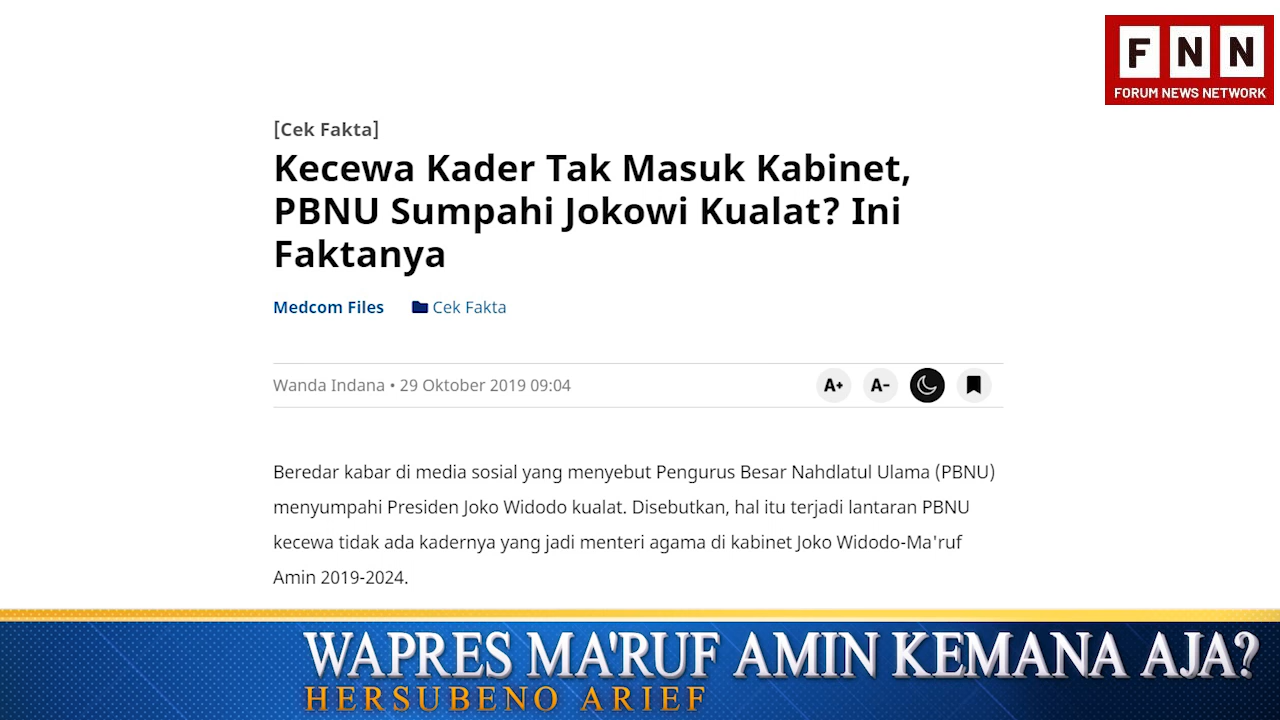 FNN
FORUM NEWS NETWORK
[Cek Fakta]
Kecewa Kader Tak Masuk Kabinet,
PBNU Sumpahi Jokowi Kualat? Ini
Faktanya
Medcom Files Cek Fakta
Wanda Indana • 29 Oktober 2019 09:04 A+ A-
Beredar kabar di media sosial yang menyebut Pengurus Besar Nahdlatul Ulama (PBNU)
menyumpahi Presiden Joko Widodo kualat. Disebutkan, hal itu terjadi lantaran PBNU
kecewa tidak ada kadernya yang jadi menteri agama di kabinet Joko Widodo-Ma'ruf
Amin 2019-2024.
WAPRES MA'RUF AMIN KEMANA AJA?
HERSUBENO ARIEF